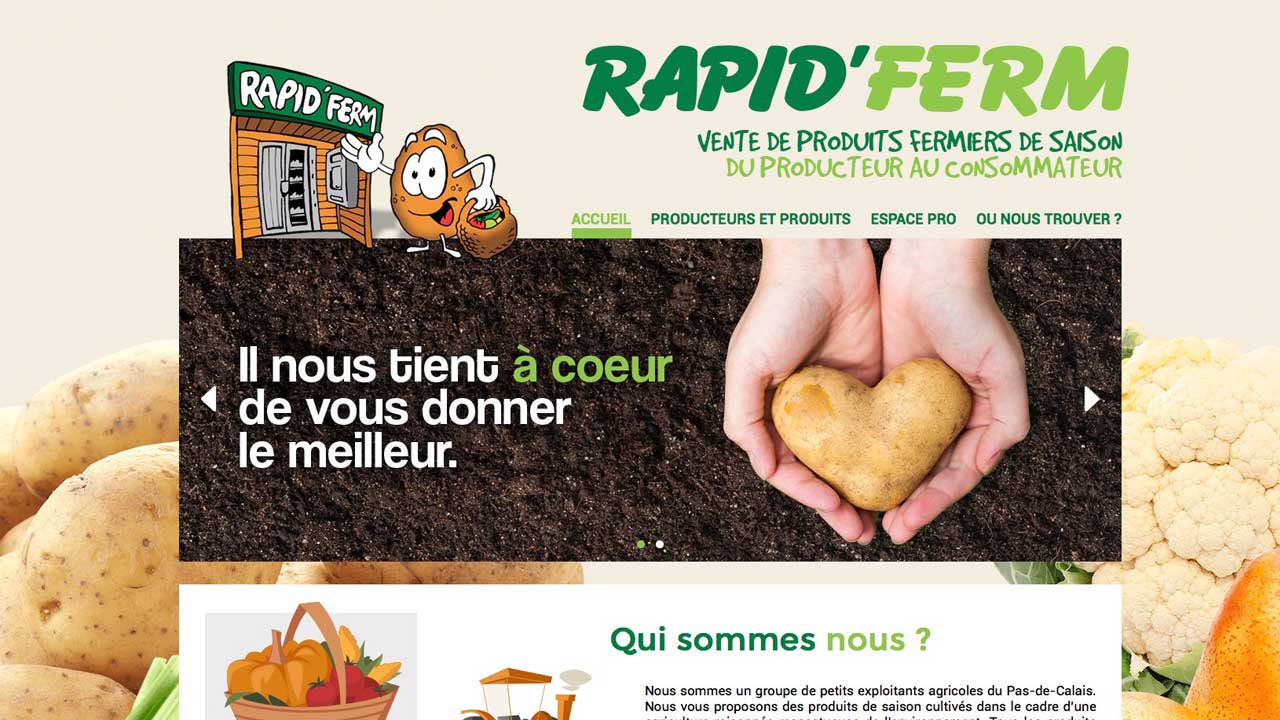 RAPID'FERM
RAPID'FERM
VENTE DE PRODUITS FERMIERS DE SAISON
DU PRODUCTEUR AU CONSOMMATEUR
ACCUEIL PRODUCTEURS ET PRODUITS ESPACE PRO OU NOUS TROUVER ?
Il nous tient à coeur
de vous donner
le meilleur.
Qui sommes nous ?
Nous sommes un groupe de petits exploitants agricoles du Pas-de-Calais.
Nous vous proposons des produits de saison cultivés dans le cadre d'une